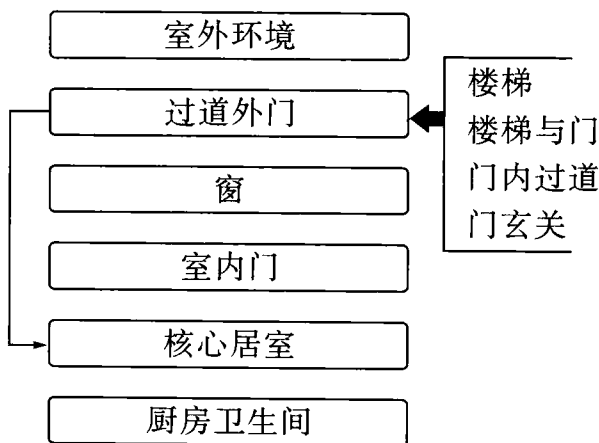 室外环境
过道外门
窗
室内门
核心居室
厨房卫生间
楼梯
楼梯与门
门内过道
门玄关